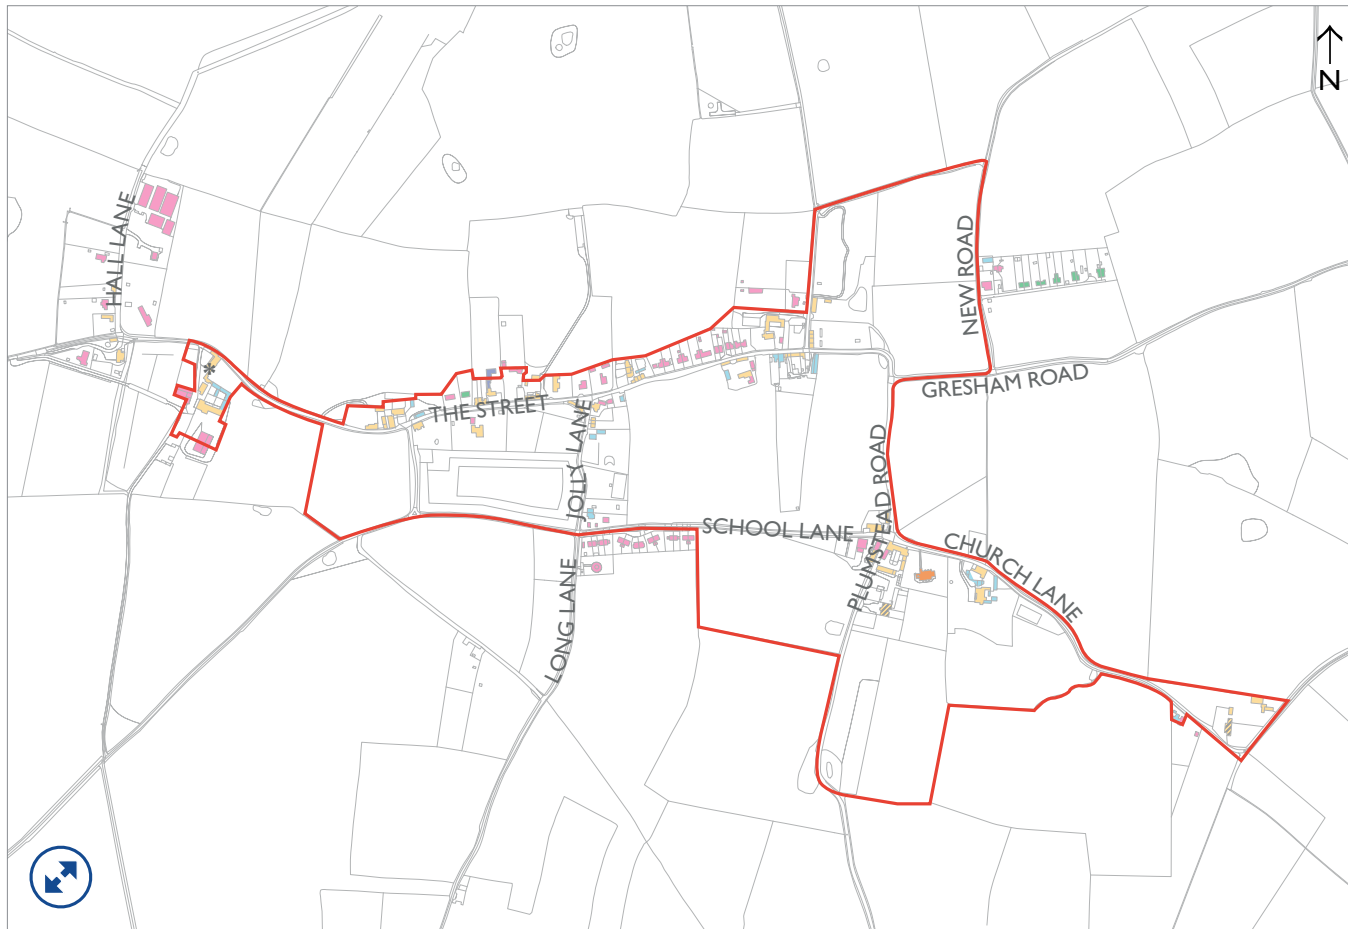 N
HALL LANE
NEW ROAD
GRESHAM ROAD
THE STREET
JOLLY LANE
PLUMSTEAD ROAD
SCHOOL LANE
CHURCH LANE
LONG LANE